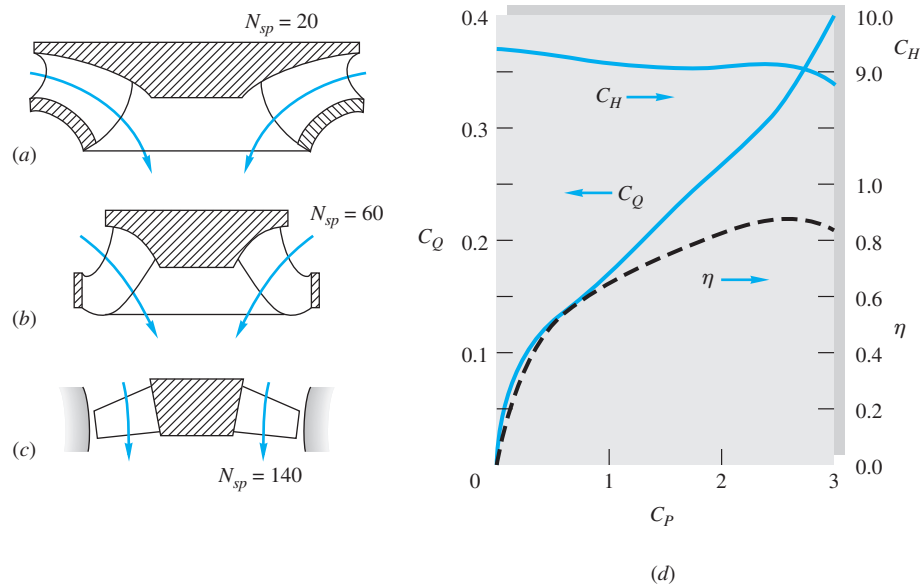 N_sp = 20
(a)
N_sp = 60
(b)
(c)
N_sp = 140
0.4
0.3
0.2
0.1
0
C_Q
10.0
C_H
9.0
1.0
0.8
0.6
0.4
0.2
0.0
η
C_H
C_Q
η
1
2
3
C_P
(d)